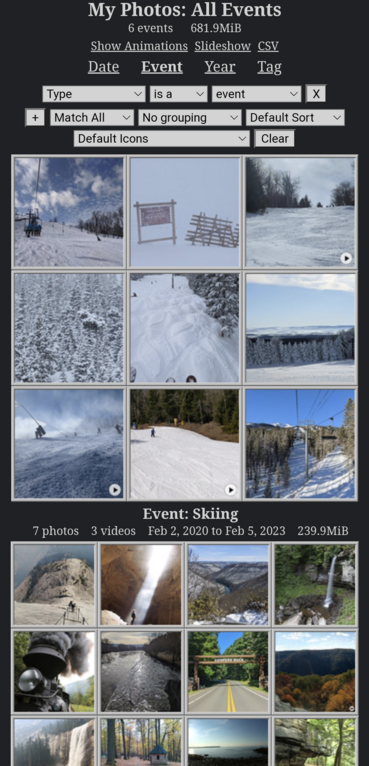 My Photos: All Events
6 events 681.9MiB
Show Animations Slideshow CSV
Date Event Year Tag
Type is a event X
+ Match All No grouping Default Sort
Default Icons Clear
Event: Skiing
7 photos 3 videos Feb 2, 2020 to Feb 5, 2023 239.9MiB